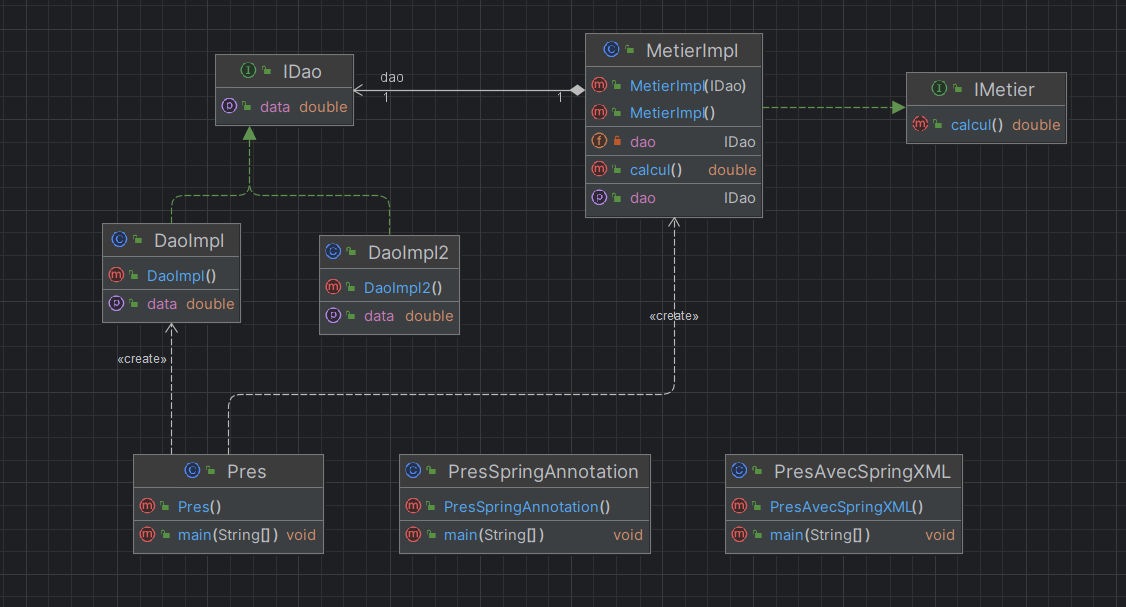 IDao
data double
dao
1
1
MetierImpl
MetierImpl(IDao)
MetierImpl()
dao IDao
calcul() double
dao IDao
IMetier
calcul() double
DaoImpl
DaoImpl()
data double
DaoImpl2
DaoImpl2()
data double
«create»
«create»
Pres
Pres()
main(String[]) void
PresSpringAnnotation
PresSpringAnnotation()
main(String[]) void
PresAvecSpringXML
PresAvecSpringXML()
main(String[]) void